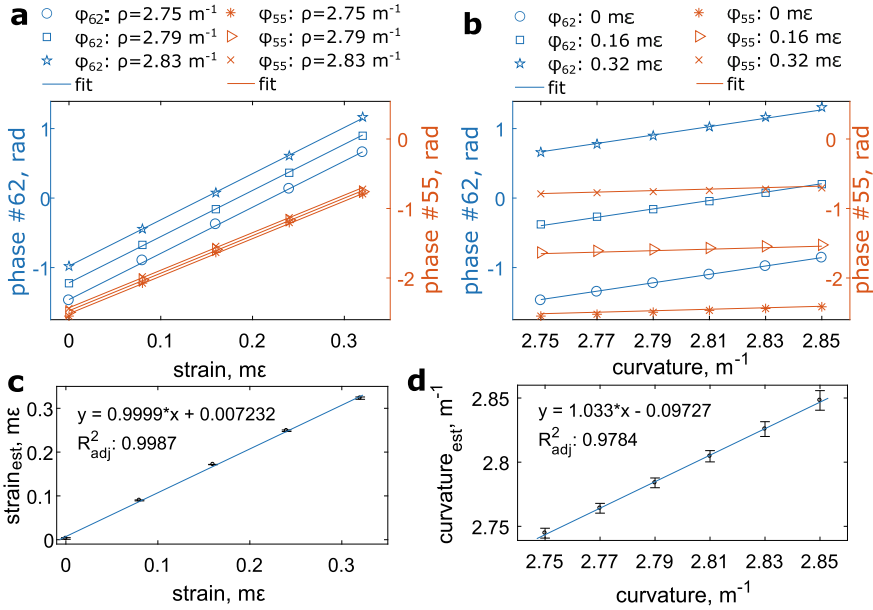 a
φ₆₂: ρ=2.75 m⁻¹ φ₅₅: ρ=2.75 m⁻¹
φ₆₂: ρ=2.79 m⁻¹ φ₅₅: ρ=2.79 m⁻¹
φ₆₂: ρ=2.83 m⁻¹ φ₅₅: ρ=2.83 m⁻¹
fit fit
phase #62, rad
1
0
-1
0
-1
-2
phase #55, rad
0 0.1 0.2 0.3
strain, mε
b
φ₆₂: 0 mε φ₅₅: 0 mε
φ₆₂: 0.16 mε φ₅₅: 0.16 mε
φ₆₂: 0.32 mε φ₅₅: 0.32 mε
fit fit
phase #62, rad
1
0
-1
0
-1
-2
phase #55, rad
2.75 2.77 2.79 2.81 2.83 2.85
curvature, m⁻¹
c
strainₑₛₜ, mε
0.3
0.2
0.1
0
y = 0.9999*x + 0.007232
R²adj: 0.9987
0 0.1 0.2 0.3
strain, mε
d
curvatureₑₛₜ, m⁻¹
2.85
2.8
2.75
y = 1.033*x - 0.09727
R²adj: 0.9784
2.75 2.77 2.79 2.81 2.83 2.85
curvature, m⁻¹